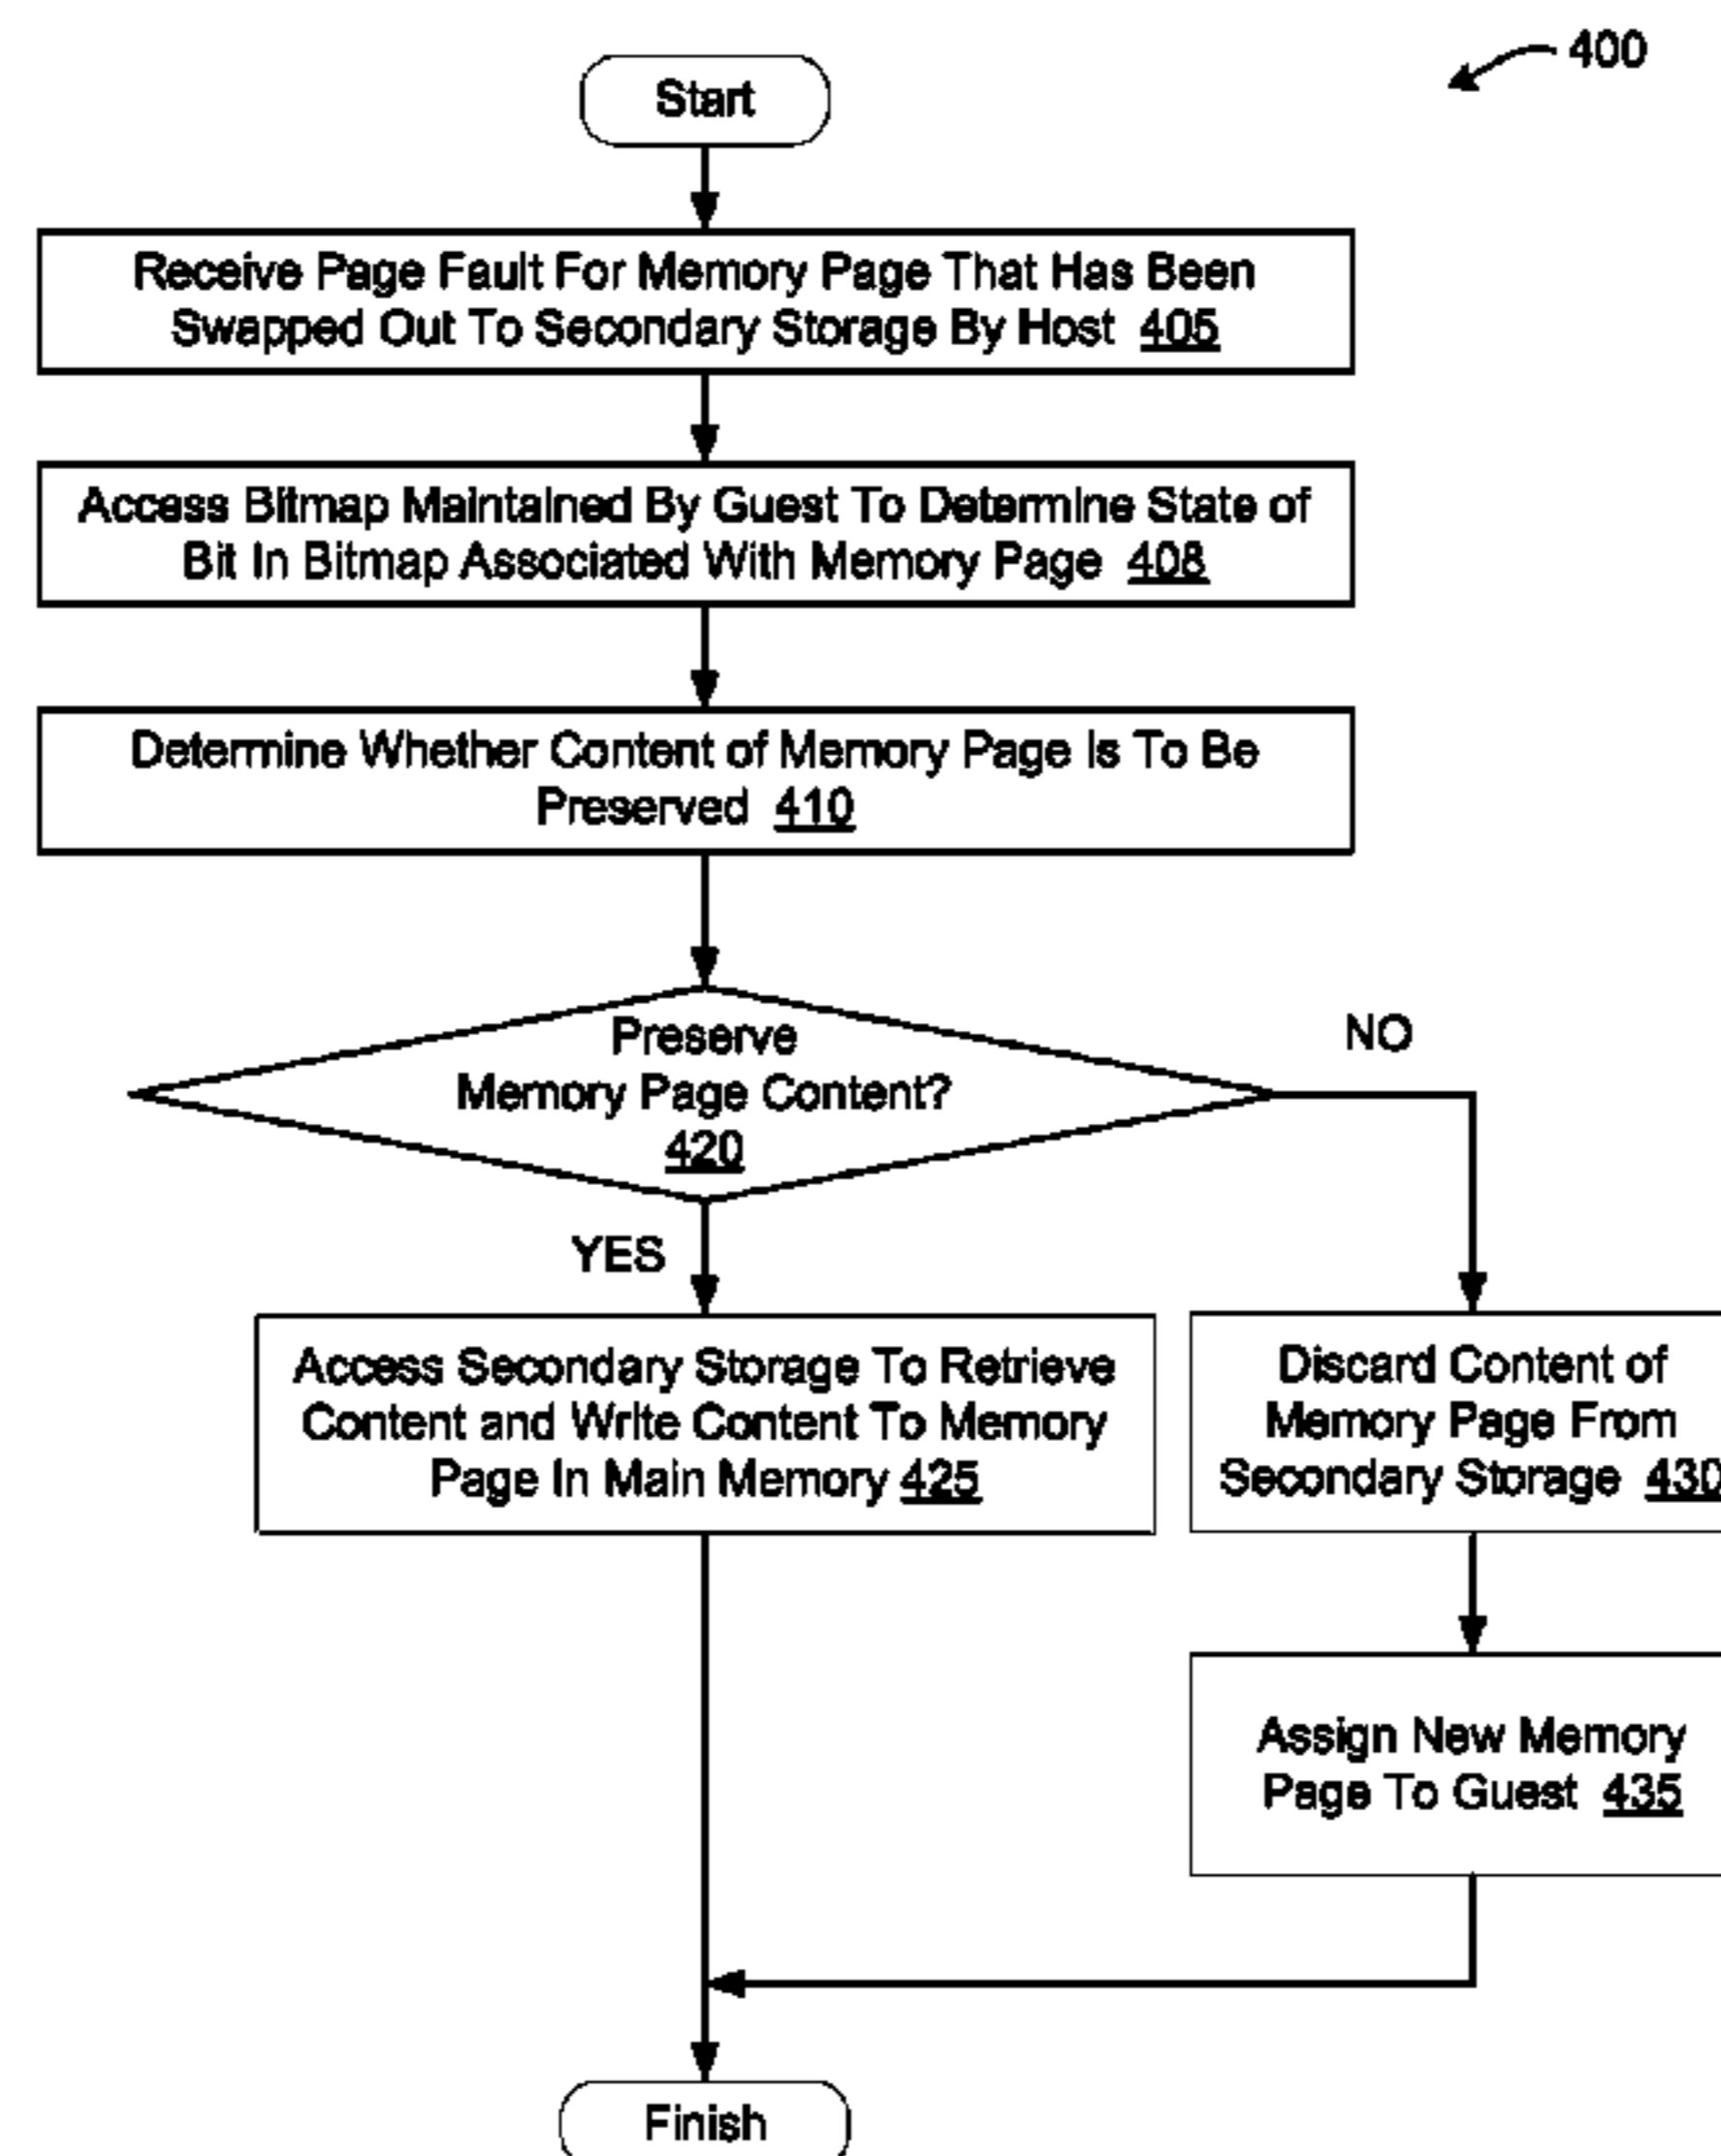 400
Start
Receive Page Fault For Memory Page That Has Been
Swapped Out To Secondary Storage By Host 405
Access Bitmap Maintained By Guest To Determine State of
Bit In Bitmap Associated With Memory Page 408
Determine Whether Content of Memory Page Is To Be
Preserved 410
Preserve
Memory Page Content?
420
NO
YES
Access Secondary Storage To Retrieve
Content and Write Content To Memory
Page In Main Memory 425
Discard Content of
Memory Page From
Secondary Storage 430
Assign New Memory
Page To Guest 435
Finish